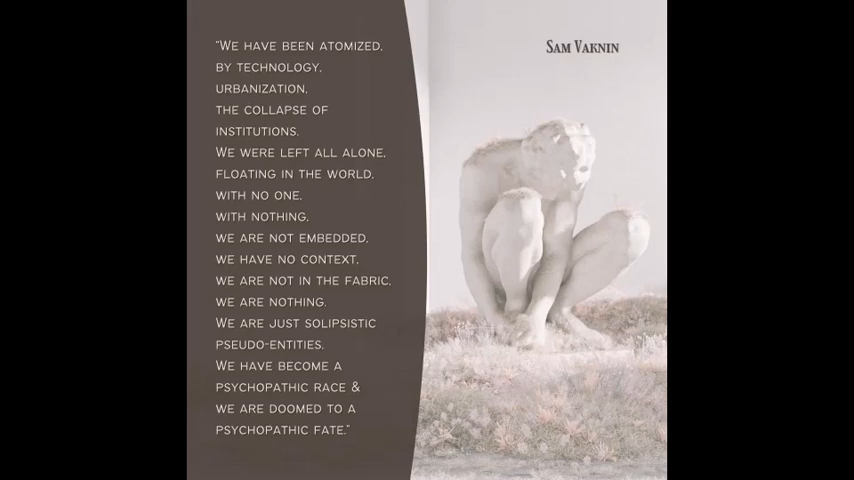 "We have been atomized,
by technology,
urbanization,
the collapse of
institutions.
We were left all alone,
floating in the world,
with no one,
with nothing,
we are not embedded,
we have no context,
we are not in the fabric,
we are nothing.
We are just solipsistic
pseudo-entities.
We have become a
psychopathic race &
we are doomed to a
psychopathic fate."
Sam Vaknin